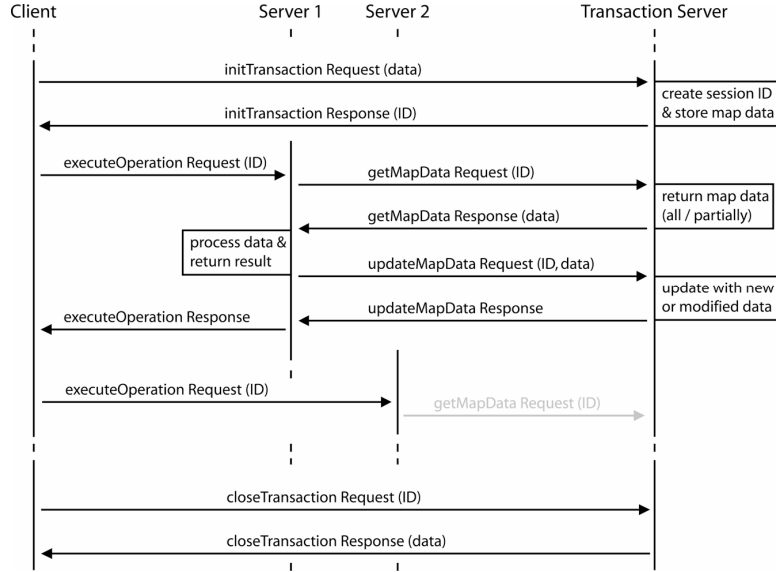 Client Server 1 Server 2 Transaction Server
initTransaction Request (data)
create session ID
& store map data
initTransaction Response (ID)
executeOperation Request (ID)
getMapData Request (ID)
return map data
(all / partially)
getMapData Response (data)
process data &
return result
updateMapData Request (ID, data)
update with new
or modified data
updateMapData Response
executeOperation Response
executeOperation Request (ID)
getMapData Request (ID)
closeTransaction Request (ID)
closeTransaction Response (data)